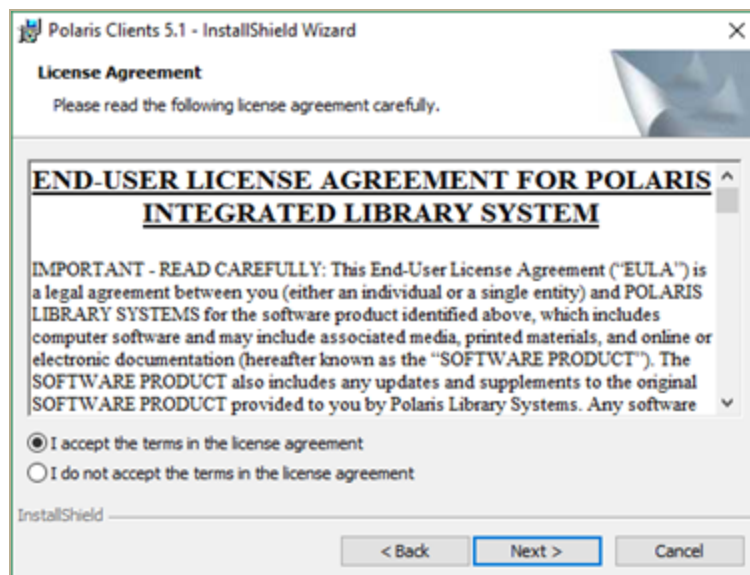 Polaris Clients 5.1 - InstallShield Wizard
License Agreement
Please read the following license agreement carefully.
END-USER LICENSE AGREEMENT FOR POLARIS
INTEGRATED LIBRARY SYSTEM
IMPORTANT - READ CAREFULLY: This End-User License Agreement (“EULA”) is
a legal agreement between you (either an individual or a single entity) and POLARIS
LIBRARY SYSTEMS for the software product identified above, which includes
computer software and may include associated media, printed materials, and online or
electronic documentation (hereafter known as the “SOFTWARE PRODUCT”). The
SOFTWARE PRODUCT also includes any updates and supplements to the original
SOFTWARE PRODUCT provided to you by Polaris Library Systems. Any software
I accept the terms in the license agreement
I do not accept the terms in the license agreement
InstallShield
< Back Next > Cancel